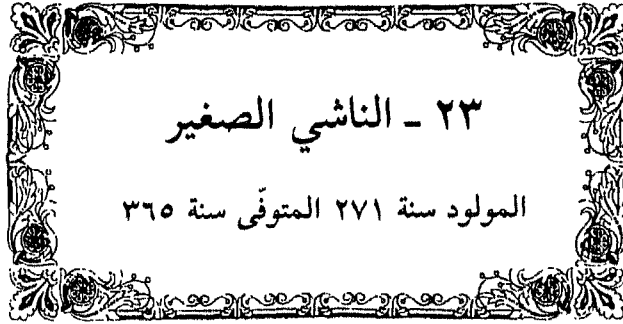 ٢٣ ـ الناشي الصغير
المولود سنة ٢٧١ المتوفّى سنة ٣٦٥